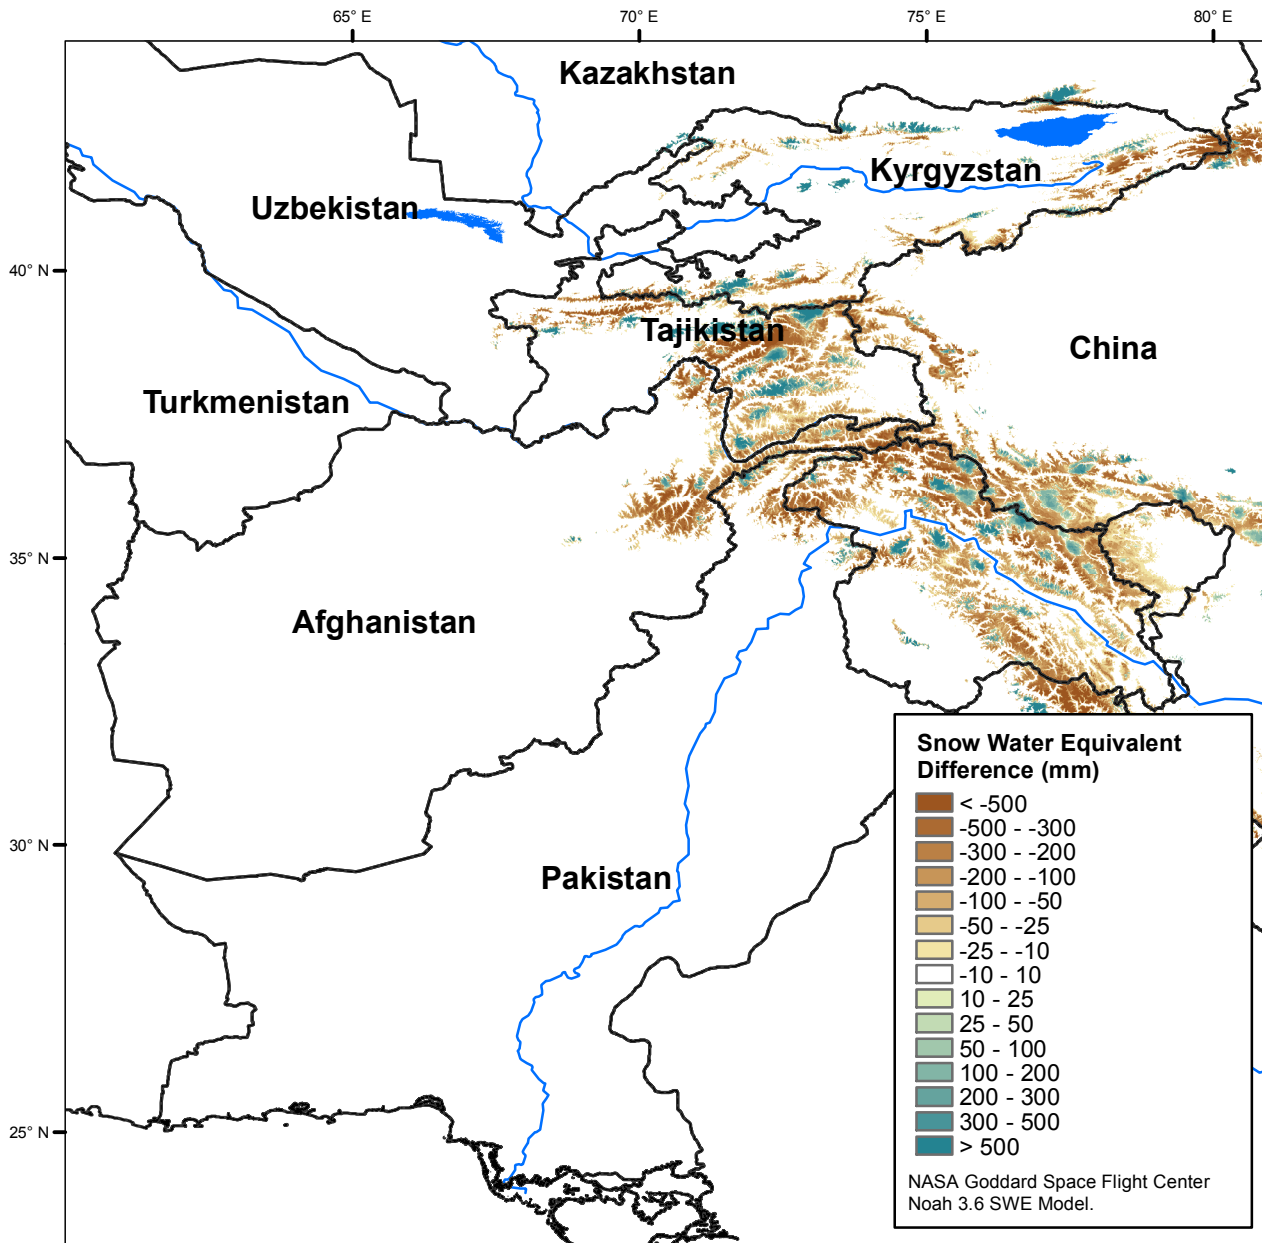 65° E
70° E
75° E
80° E
Kazakhstan
Kyrgyzstan
Uzbekistan
40° N
Tajikistan
China
Turkmenistan
35° N
Afghanistan
Snow Water Equivalent
Difference (mm)
< -500
-500 - -300
-300 - -200
-200 - -100
-100 - -50
-50 - -25
-25 - -10
-10 - 10
10 - 25
25 - 50
50 - 100
100 - 200
200 - 300
300 - 500
> 500
NASA Goddard Space Flight Center
Noah 3.6 SWE Model.
30° N
Pakistan
25° N